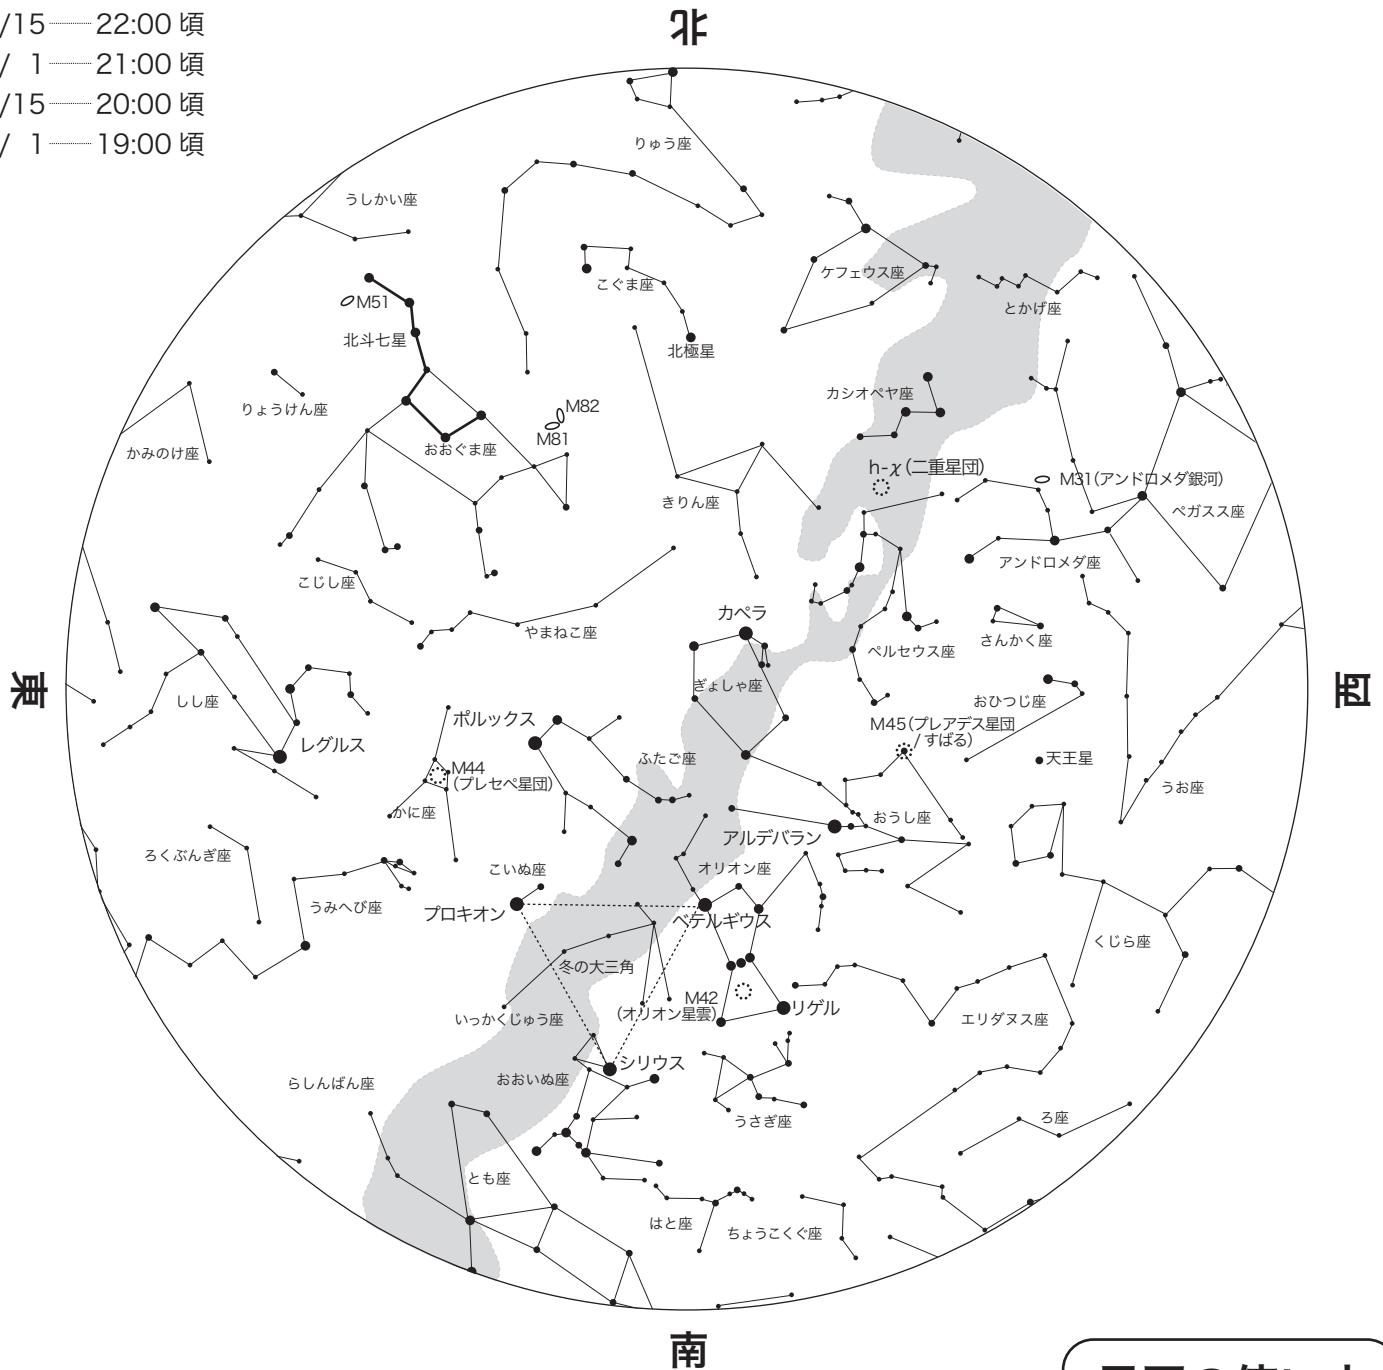 /15 22:00 頃
/ 1 21:00 頃
/15 20:00 頃
/ 1 19:00 頃
北
りゅう座
うしかい座
ケフェウス座
こぐま座
M51
とかげ座
北斗七星
北極星
カシオペヤ座
りょうけん座
M82
M81
おおぐま座
かみのけ座
h-χ(二重星団)
M31(アンドロメダ銀河)
きりん座
ペガスス座
アンドロメダ座
こじし座
カペラ
やまねこ座
さんかく座
ペルセウス座
東
西
ぎょしゃ座
しし座
おひつじ座
ポルックス
M45(プレアデス星団
/すばる)
レグルス
ふたご座
天王星
M44
(プレセペ星団)
うお座
かに座
おうし座
アルデバラン
ろくぶんぎ座
こいぬ座
オリオン座
うみへび座
プロキオン
ベテルギウス
くじら座
冬の大三角
M42
(オリオン星雲)
リゲル
いっかくじゅう座
エリダヌス座
シリウス
おおいぬ座
らしんばん座
うさぎ座
ろ座
とも座
はと座
ちょうこくぐ座
南